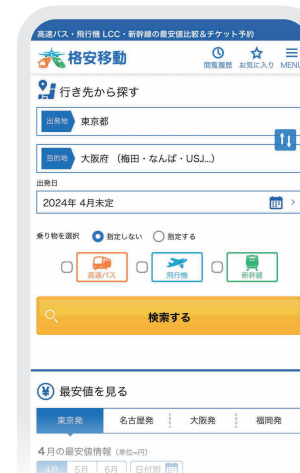 高速バス・飛行機 LCC・新幹線の最安値比較&チケット予約
格安移動
閲覧履歴 お気に入り MENU
行き先から探す
出発地 東京都
目的地 大阪府 (梅田・なんば・USJ...)
出発日
2024年 4月未定
乗り物を選択 指定しない 指定する
高速バス 飛行機 新幹線
検索する
最安値を見る
東京発 名古屋発 大阪発 福岡発
4月の最安値情報 (単位=円)
4月 5月 6月 日付別